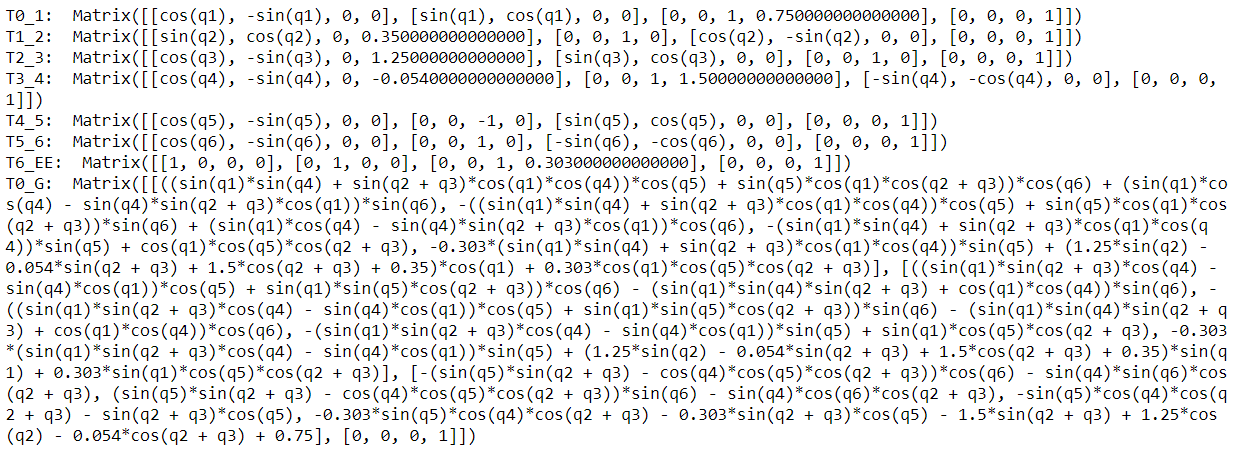 T0_1:  Matrix([[cos(q1), -sin(q1), 0, 0], [sin(q1), cos(q1), 0, 0], [0, 0, 1, 0.750000000000000], [0, 0, 0, 1]])
T1_2:  Matrix([[sin(q2), cos(q2), 0, 0.350000000000000], [0, 0, 1, 0], [cos(q2), -sin(q2), 0, 0], [0, 0, 0, 1]])
T2_3:  Matrix([[cos(q3), -sin(q3), 0, 1.25000000000000], [sin(q3), cos(q3), 0, 0], [0, 0, 1, 0], [0, 0, 0, 1]])
T3_4:  Matrix([[cos(q4), -sin(q4), 0, -0.0540000000000000], [0, 0, 1, 1.50000000000000], [-sin(q4), -cos(q4), 0, 0], [0, 0, 0,
1]])
T4_5:  Matrix([[cos(q5), -sin(q5), 0, 0], [0, 0, -1, 0], [sin(q5), cos(q5), 0, 0], [0, 0, 0, 1]])
T5_6:  Matrix([[cos(q6), -sin(q6), 0, 0], [0, 0, 1, 0], [-sin(q6), -cos(q6), 0, 0], [0, 0, 0, 1]])
T6_EE:  Matrix([[1, 0, 0, 0], [0, 1, 0, 0], [0, 0, 1, 0.303000000000000], [0, 0, 0, 1]])
T0_G:  Matrix([[((sin(q1)*sin(q4) + sin(q2 + q3)*cos(q1)*cos(q4))*cos(q5) + sin(q5)*cos(q1)*cos(q2 + q3))*cos(q6) + (sin(q1)*co
s(q4) - sin(q4)*sin(q2 + q3)*cos(q1))*sin(q6), -((sin(q1)*sin(q4) + sin(q2 + q3)*cos(q1)*cos(q4))*cos(q5) + sin(q5)*cos(q1)*cos
(q2 + q3))*sin(q6) + (sin(q1)*cos(q4) - sin(q4)*sin(q2 + q3)*cos(q1))*cos(q6), -(sin(q1)*sin(q4) + sin(q2 + q3)*cos(q1)*cos(q
4))*sin(q5) + cos(q1)*cos(q5)*cos(q2 + q3), -0.303*(sin(q1)*sin(q4) + sin(q2 + q3)*cos(q1)*cos(q4))*sin(q5) + (1.25*sin(q2) -
0.054*sin(q2 + q3) + 1.5*cos(q2 + q3) + 0.35)*cos(q1) + 0.303*cos(q1)*cos(q5)*cos(q2 + q3)], [((sin(q1)*sin(q2 + q3)*cos(q4) -
sin(q4)*cos(q1))*cos(q5) + sin(q1)*sin(q5)*cos(q2 + q3))*cos(q6) - (sin(q1)*sin(q4)*sin(q2 + q3) + cos(q1)*cos(q4))*sin(q6), -
((sin(q1)*sin(q2 + q3)*cos(q4) - sin(q4)*cos(q1))*cos(q5) + sin(q1)*sin(q5)*cos(q2 + q3))*sin(q6) - (sin(q1)*sin(q4)*sin(q2 + q
3) + cos(q1)*cos(q4))*cos(q6), -(sin(q1)*sin(q2 + q3)*cos(q4) - sin(q4)*cos(q1))*sin(q5) + sin(q1)*cos(q5)*cos(q2 + q3), -0.303
*(sin(q1)*sin(q2 + q3)*cos(q4) - sin(q4)*cos(q1))*sin(q5) + (1.25*sin(q2) - 0.054*sin(q2 + q3) + 1.5*cos(q2 + q3) + 0.35)*sin(q
1) + 0.303*sin(q1)*cos(q5)*cos(q2 + q3)], [-(sin(q5)*sin(q2 + q3) - cos(q4)*cos(q5)*cos(q2 + q3))*cos(q6) - sin(q4)*sin(q6)*cos
(q2 + q3), (sin(q5)*sin(q2 + q3) - cos(q4)*cos(q5)*cos(q2 + q3))*sin(q6) - sin(q4)*cos(q6)*cos(q2 + q3), -sin(q5)*cos(q4)*cos(q
2 + q3) - sin(q2 + q3)*cos(q5), -0.303*sin(q5)*cos(q4)*cos(q2 + q3) - 0.303*sin(q2 + q3)*cos(q5) - 1.5*sin(q2 + q3) + 1.25*cos
(q2) - 0.054*cos(q2 + q3) + 0.75], [0, 0, 0, 1]])